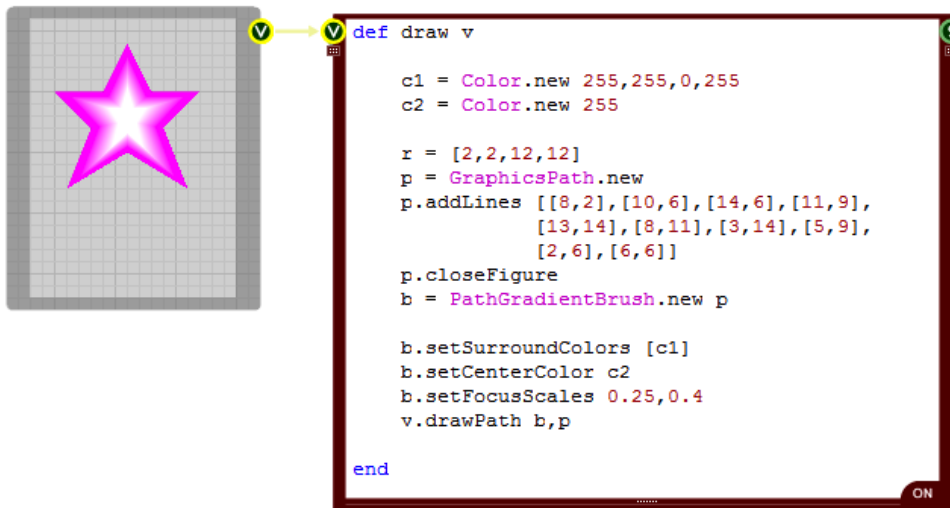 V
V def draw v
c1 = Color.new 255,255,0,255
c2 = Color.new 255
r = [2,2,12,12]
p = GraphicsPath.new
p.addLines [[8,2],[10,6],[14,6],[11,9],
[13,14],[8,11],[3,14],[5,9],
[2,6],[6,6]]
p.closeFigure
b = PathGradientBrush.new p
b.setSurroundColors [c1]
b.setCenterColor c2
b.setFocusScales 0.25,0.4
v.drawPath b,p
end
ON